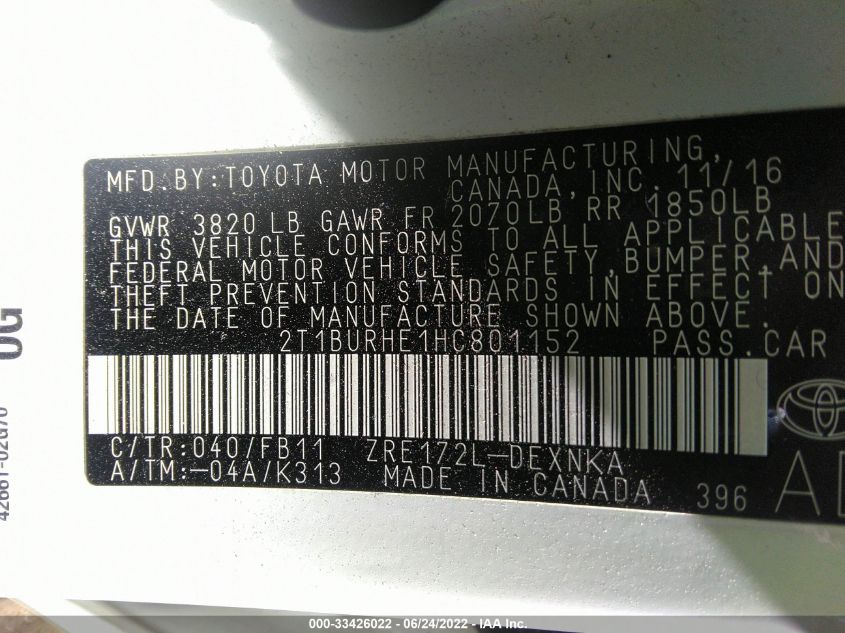 MFD.BY:TOYOTA MOTOR MANUFACTURING,
CANADA, INC. 11/16
GVWR 3820 LB GAWR FR 2070LB RR 1850LB
THIS VEHICLE CONFORMS TO ALL APPLICABLE
FEDERAL MOTOR VEHICLE SAFETY,BUMPER,AND
THEFT PREVENTION STANDARDS IN EFFECT ON
THE DATE OF MANUFACTURE SHOWN ABOVE.
2T1BURHE1HC801152 PASS.CAR
C/TR:040/FB11 ZRE172L-DEXNKA
A/TM:-04A/K313 MADE IN CANADA 396
000-33426022 - 06/24/2022 - IAA Inc.